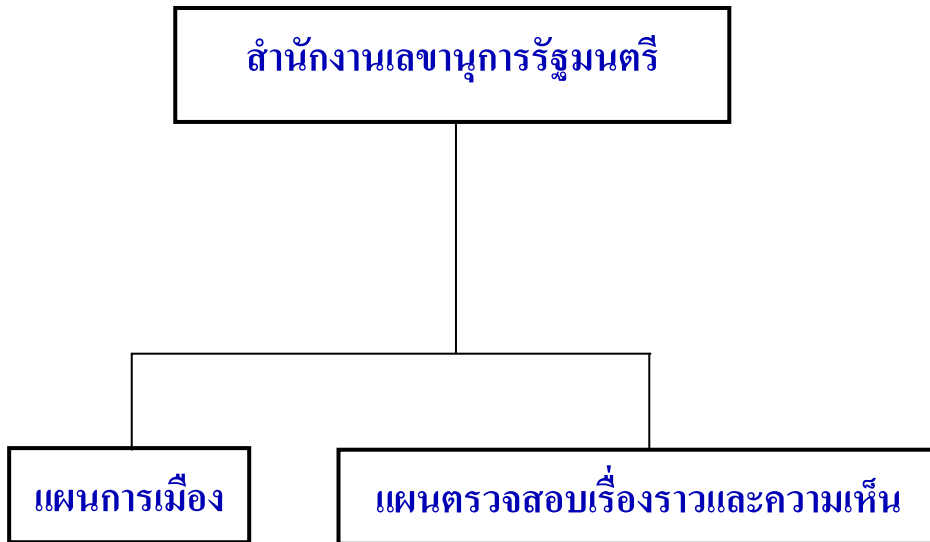 สำนักงานเลขานุการรัฐมนตรี
แผนการเมือง
แผนตรวจสอบเรื่องราวและความเห็น